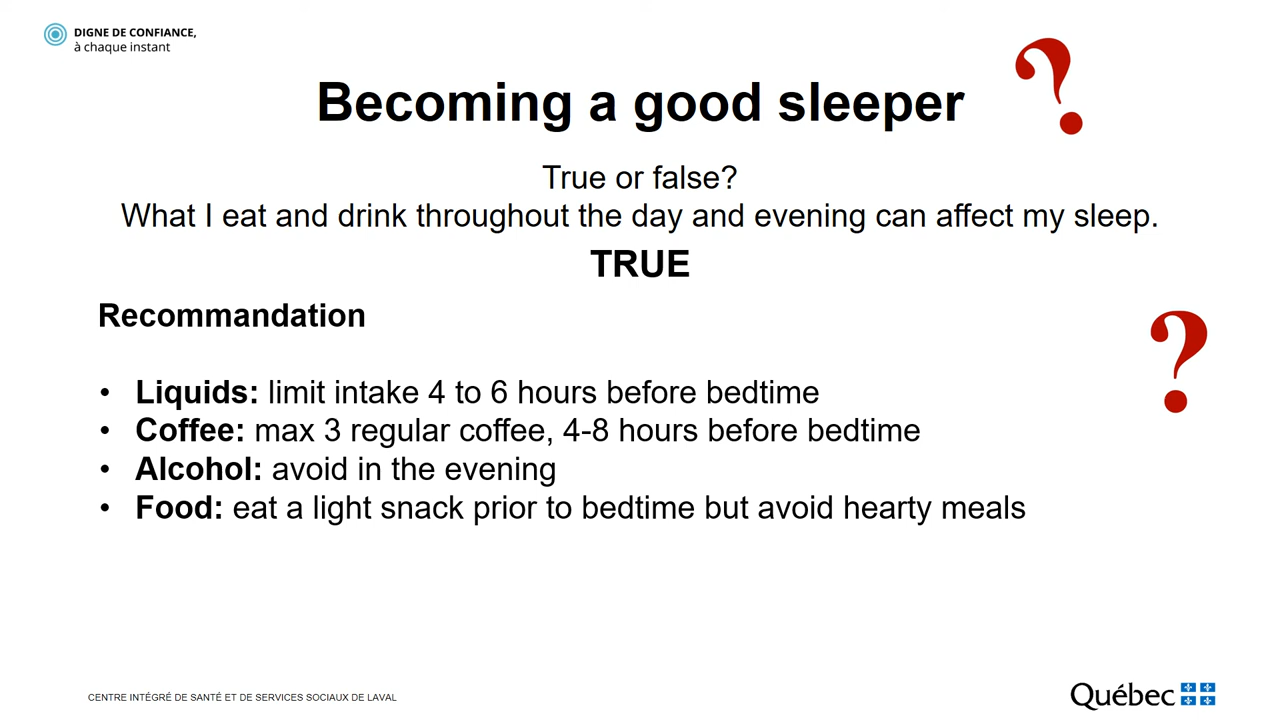 DIGNE DE CONFIANCE,
à chaque instant
?
Becoming a good sleeper
True or false?
What I eat and drink throughout the day and evening can affect my sleep.
TRUE
Recommandation
?
• Liquids: limit intake 4 to 6 hours before bedtime
• Coffee: max 3 regular coffee, 4-8 hours before bedtime
• Alcohol: avoid in the evening
• Food: eat a light snack prior to bedtime but avoid hearty meals
CENTRE INTÉGRÉ DE SANTÉ ET DE SERVICES SOCIAUX DE LAVAL
Québec